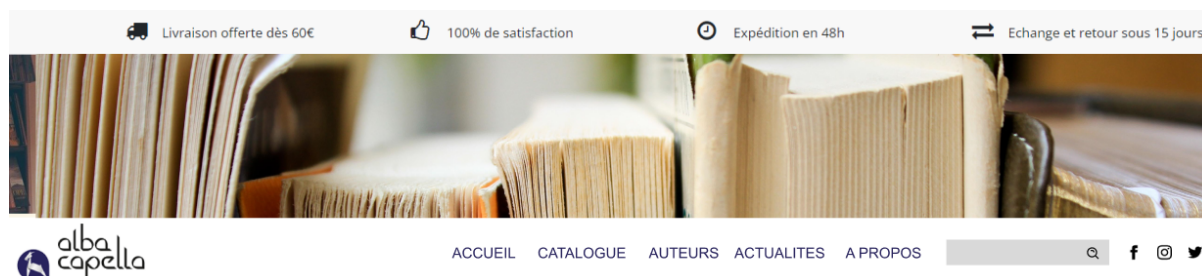 Livraison offerte dès 60€ 100% de satisfaction Expédition en 48h Echange et retour sous 15 jours
alba
capella
ACCUEIL CATALOGUE AUTEURS ACTUALITES A PROPOS